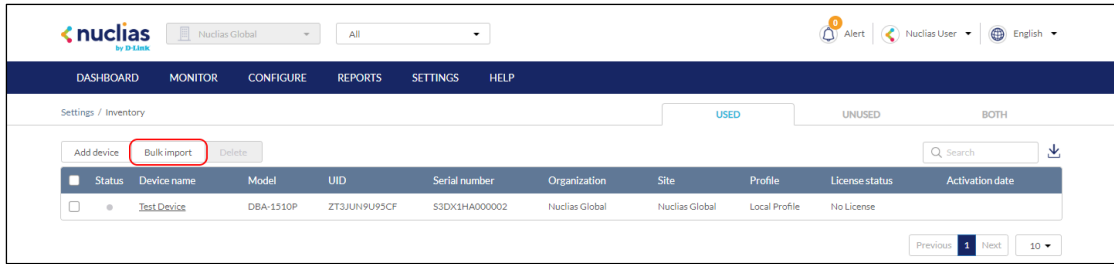 nuclias Nuclias Global All 0 Alert Nuclias User English
by D-Link
DASHBOARD MONITOR CONFIGURE REPORTS SETTINGS HELP
Settings / Inventory USED UNUSED BOTH
Add device Bulk import Delete Search
Status Device name Model UID Serial number Organization Site Profile License status Activation date
Test Device DBA-1510P ZT3JUN9U95CF S3DX1HA000002 Nuclias Global Nuclias Global Local Profile No License
Previous 1 Next 10